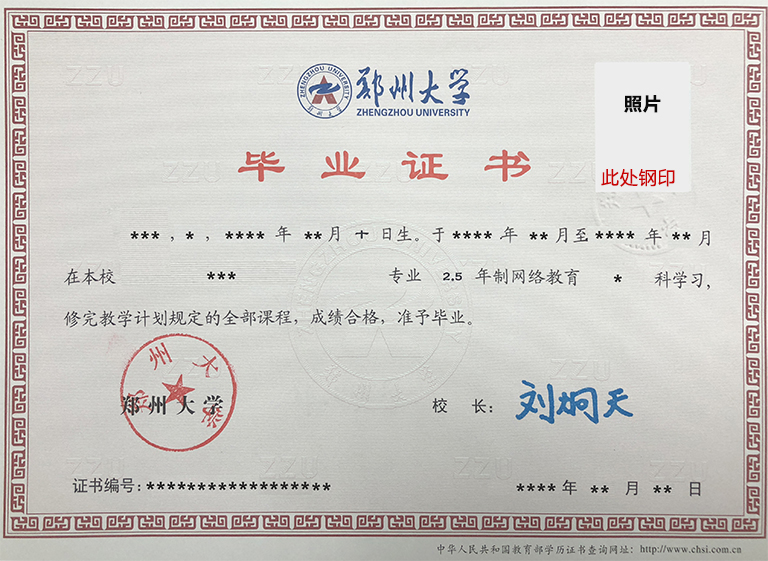 ZHENGZHOU UNIVERSITY
郑州大学
ZHENGZHOU UNIVERSITY
照片
此处钢印
毕业证书
***，*，**** 年 **月 十 日生。于 **** 年 **月至 **** 年 **月
在本校 *** 专业 2.5 年制网络教育 * 科学习，
修完教学计划规定的全部课程，成绩合格，准予毕业。
郑州大学
郑州大学
校 长： 刘炯天
证书编号：******************
**** 年 ** 月 ** 日
中华人民共和国教育部学历证书查询网址：http://www.chsi.com.cn
ZZU